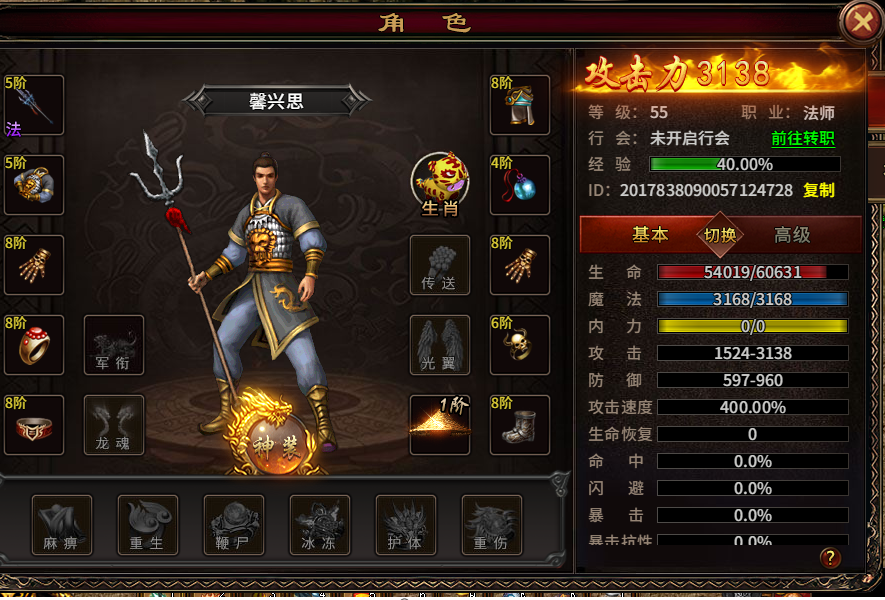 角 色
5阶
法
5阶
8阶
8阶
8阶
馨兴思
生肖
传送
军衔
光翼
龙魂
神装
1阶
8阶
4阶
8阶
6阶
8阶
麻痹
重生
鞭尸
冰冻
护体
重伤
攻击力3138
等 级: 55 职 业: 法师
行 会: 未开启行会 前往转职
经 验 40.00%
ID: 2017838090057124728 复制
基本 切换 高级
生 命 54019/60631
魔 法 3168/3168
内 力 0/0
攻 击 1524-3138
防 御 597-960
攻击速度 400.00%
生命恢复 0
命 中 0.0%
闪 避 0.0%
暴 击 0.0%
暴击抗性 0.0%
?